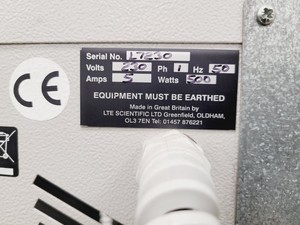 Serial No. L7230
Volts 230 Ph 1 Hz 50
Amps 5 Watts 500
EQUIPMENT MUST BE EARTHED
Made in Great Britain by
LTE SCIENTIFIC LTD Greenfield, OLDHAM,
OL3 7EN Tel: 01457 876221
CE